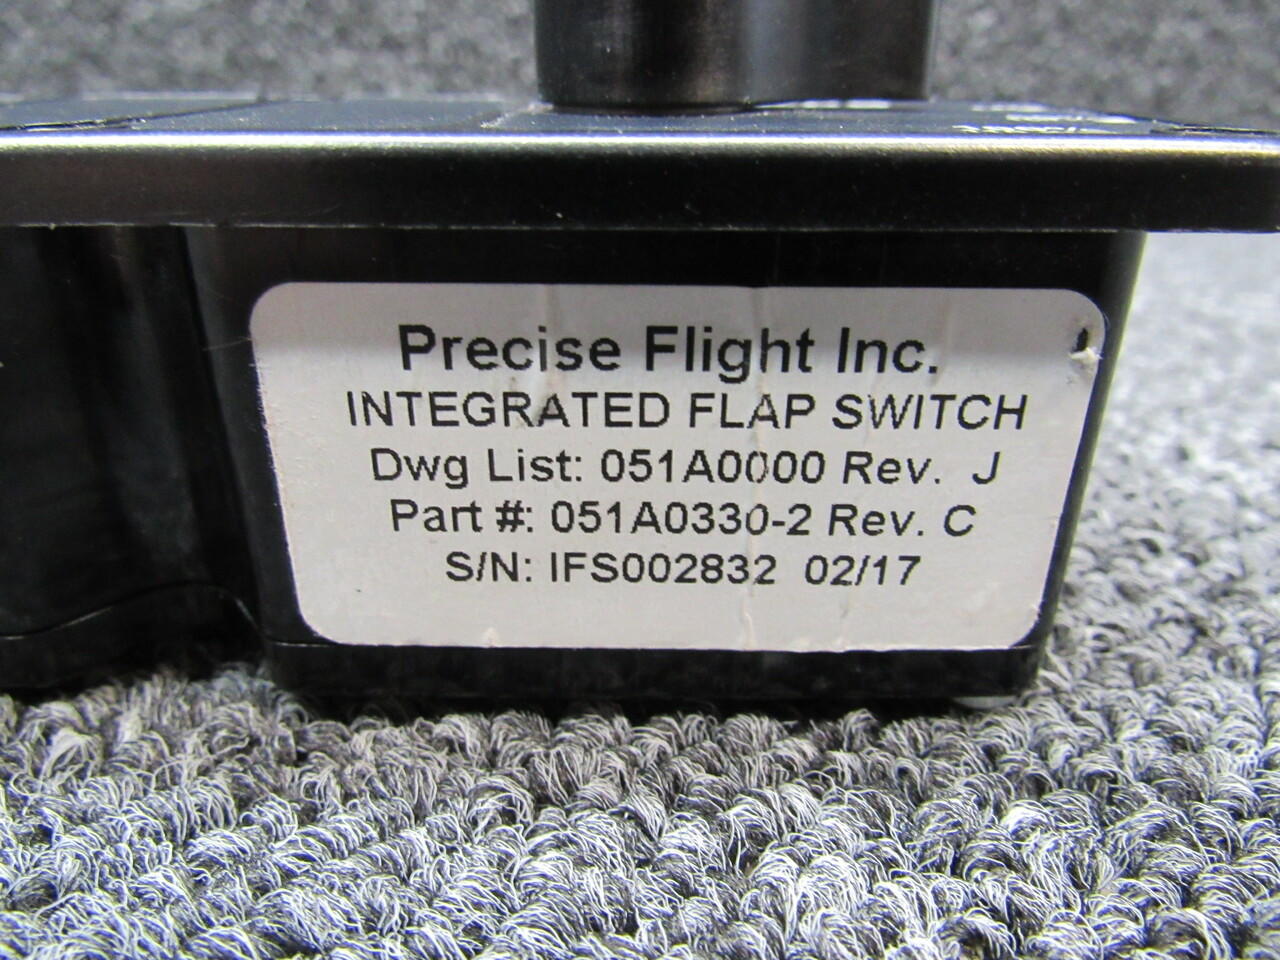 Precise Flight Inc.
INTEGRATED FLAP SWITCH
Dwg List: 051A0000 Rev. J
Part #: 051A0330-2 Rev. C
S/N: IFS002832 02/17